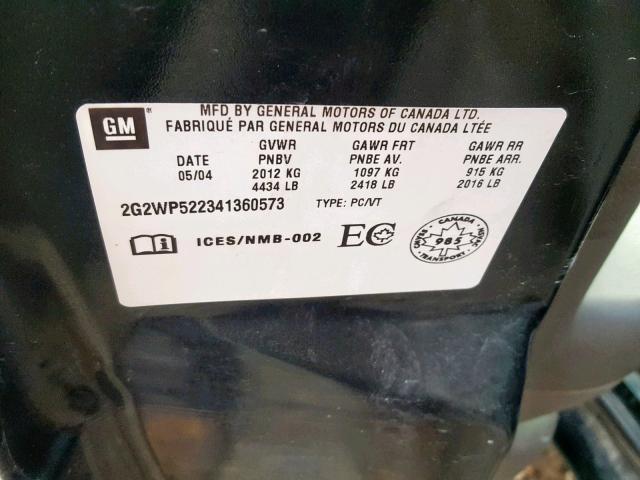 GM
MFD BY GENERAL MOTORS OF CANADA LTD.
FABRIQUÉ PAR GENERAL MOTORS DU CANADA LTÉE
GVWR GAWR FRT GAWR RR
DATE PNBV PNBE AV. PNBE ARR.
05/04 2012 KG 1097 KG 915 KG
4434 LB 2418 LB 2016 LB
2G2WP522341360573 TYPE: PC/VT
ICES/NMB-002 EC
CANADA
985
TRANSPORT